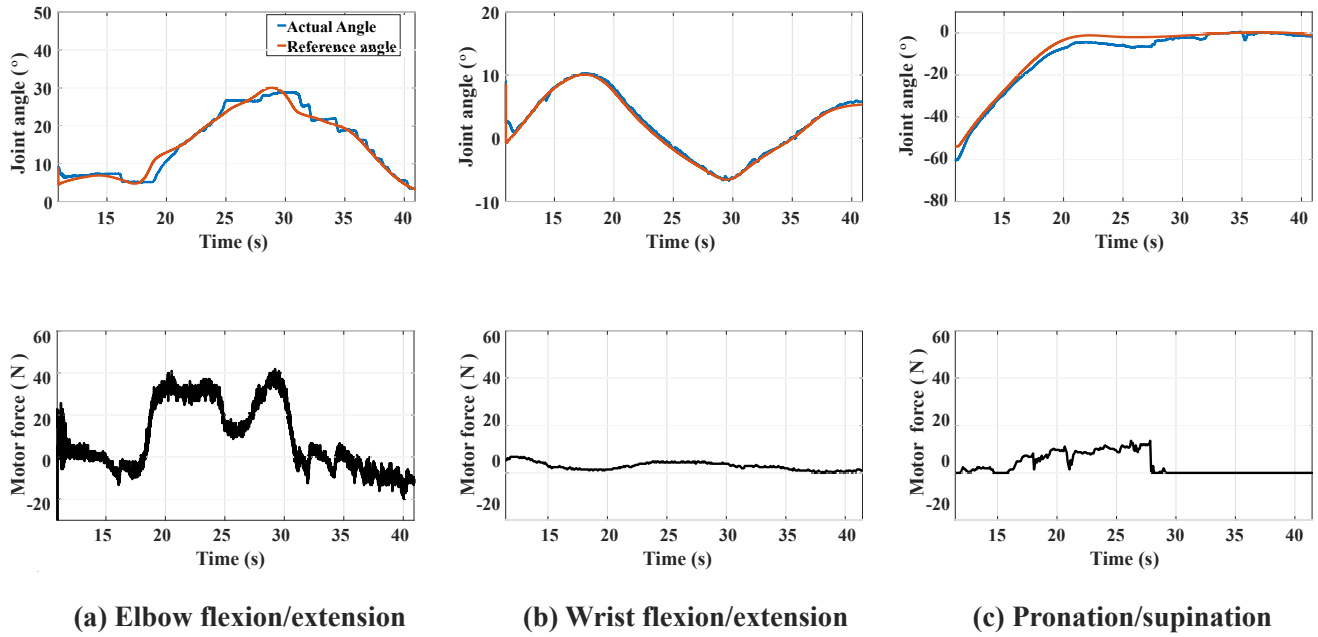 50
40
30
20
10
0
Joint angle (°)
Actual Angle
Reference angle
15 20 25 30 35 40
Time (s)
20
10
0
-10
Joint angle (°)
15 20 25 30 35 40
Time (s)
0
-20
-40
-60
-80
Joint angle (°)
15 20 25 30 35 40
Time (s)
60
40
20
0
-20
Motor force ( N )
15 20 25 30 35 40
Time (s)
60
40
20
0
-20
Motor force ( N )
15 20 25 30 35 40
Time (s)
60
40
20
0
-20
Motor force ( N )
15 20 25 30 35 40
Time (s)
(a) Elbow flexion/extension
(b) Wrist flexion/extension
(c) Pronation/supination